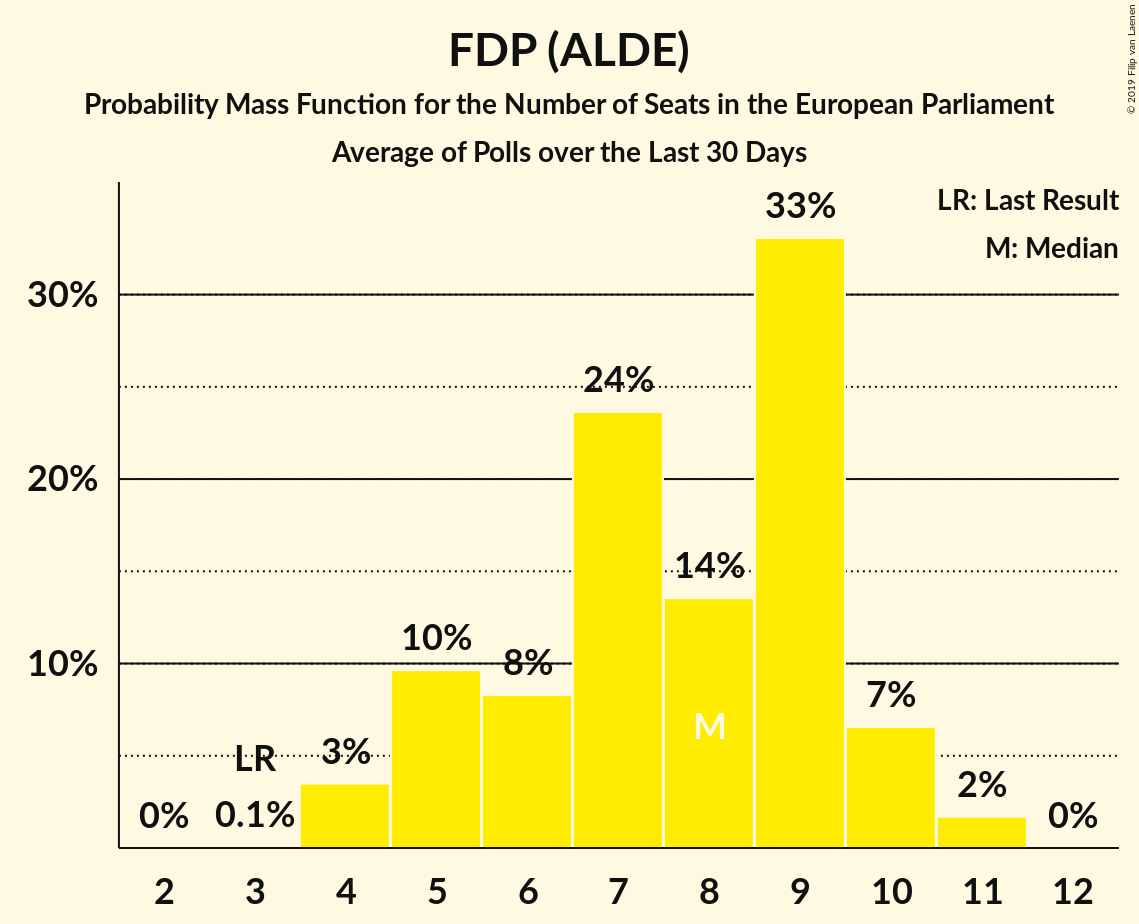 FDP (ALDE)
Probability Mass Function for the Number of Seats in the European Parliament
Average of Polls over the Last 30 Days
© 2019 Filip van Laenen
LR: Last Result
M: Median
33%
30%
24%
20%
14%
10%
10%
8%
7%
M
LR
3%
2%
0%
0.1%
0%
2 3 4 5 6 7 8 9 10 11 12